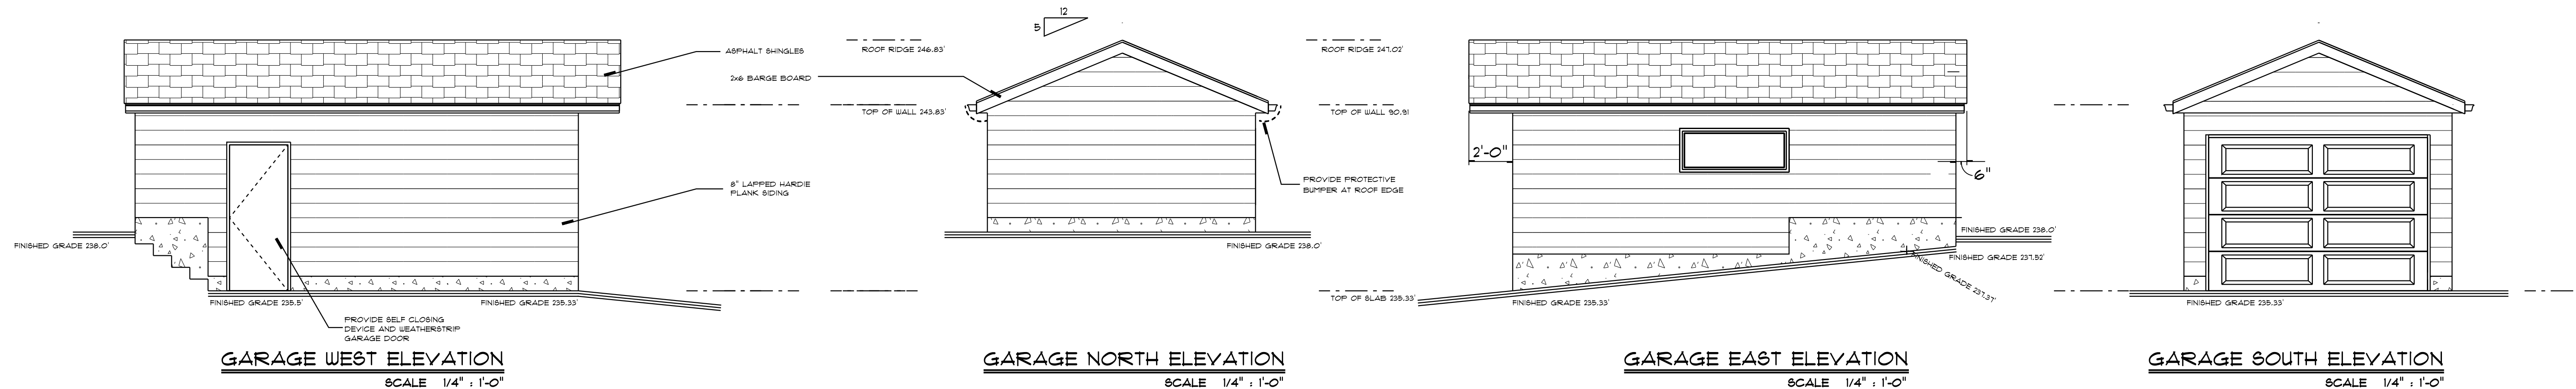 ASPHALT SHINGLES
8" LAPPED HARDIE
PLANK SIDING
FINISHED GRADE 238.0'
FINISHED GRADE 235.5'
FINISHED GRADE 235.33'
PROVIDE SELF CLOSING
DEVICE AND WEATHERSTRIP
GARAGE DOOR
GARAGE WEST ELEVATION
SCALE 1/4" : 1'-0"
12
5
ROOF RIDGE 246.83'
2x6 BARGE BOARD
TOP OF WALL 243.83'
PROVIDE PROTECTIVE
BUMPER AT ROOF EDGE
FINISHED GRADE 238.0'
GARAGE NORTH ELEVATION
SCALE 1/4" : 1'-0"
ROOF RIDGE 247.02'
TOP OF WALL 90.91
2'-0"
6"
FINISHED GRADE 238.0'
FINISHED GRADE 237.52'
FINISHED GRADE 237.37'
TOP OF SLAB 235.33'
FINISHED GRADE 235.33'
GARAGE EAST ELEVATION
SCALE 1/4" : 1'-0"
FINISHED GRADE 235.33'
GARAGE SOUTH ELEVATION
SCALE 1/4" : 1'-0"